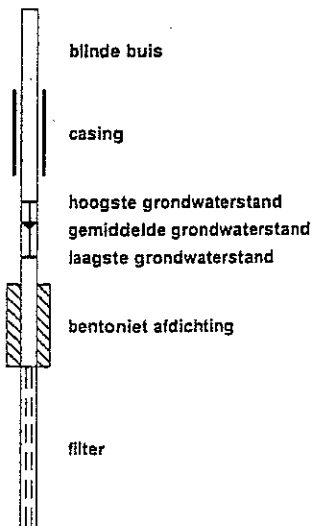 blinde buis
casing
hoogste grondwaterstand
gemiddelde grondwaterstand
laagste grondwaterstand
bentoniet afdichting
filter